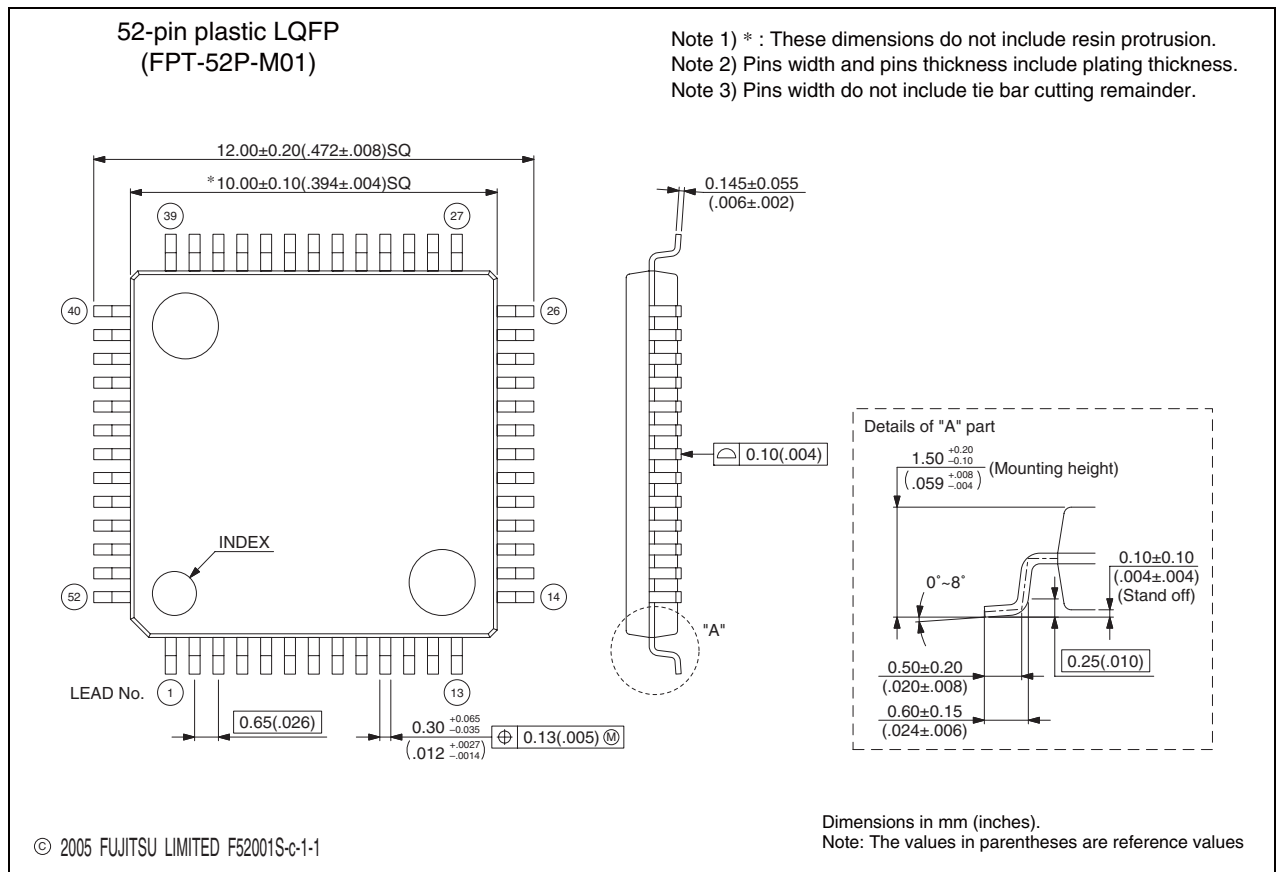 52-pin plastic LQFP
(FPT-52P-M01)
Note 1) * : These dimensions do not include resin protrusion.
Note 2) Pins width and pins thickness include plating thickness.
Note 3) Pins width do not include tie bar cutting remainder.
12.00±0.20(.472±.008)SQ
*10.00±0.10(.394±.004)SQ
0.145±0.055
(.006±.002)
39
27
40
26
0.10(.004)
Details of "A" part
1.50 +0.20 –0.10 (Mounting height)
(.059 +.008 –.004)
INDEX
0.10±0.10
(.004±.004)
(Stand off)
0°~8°
52
14
"A"
0.25(.010)
0.50±0.20
(.020±.008)
LEAD No.
1
13
0.60±0.15
(.024±.006)
0.65(.026)
0.30 +0.065 –0.035
(.012 +.0027 –.0014)
⌖ 0.13(.005) Ⓜ
Dimensions in mm (inches).
Note: The values in parentheses are reference values
© 2005 FUJITSU LIMITED F52001S-c-1-1